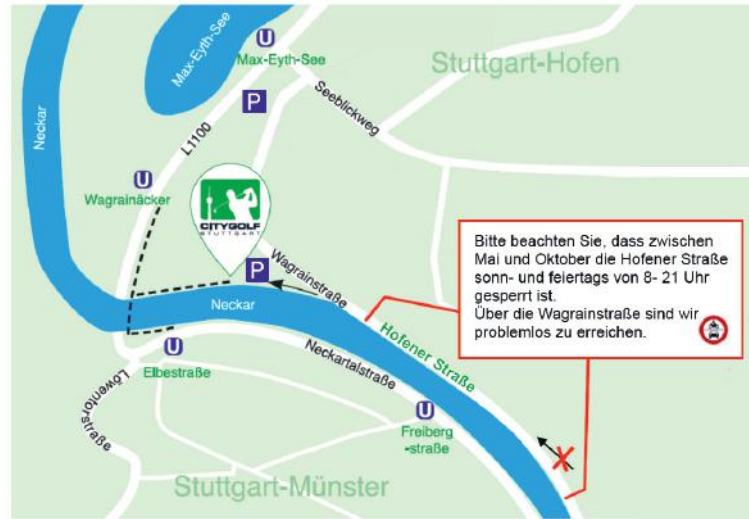 U
Max-Eyth-See
Max-Eyth-See
Stuttgart-Hofen
Neckar
P
Seeblickweg
L1100
U
Wagrainäcker
CITYGOLF
STUTTGART
Bitte beachten Sie, dass zwischen
Mai und Oktober die Hofener Straße
sonn- und feiertags von 8- 21 Uhr
gesperrt ist.
Über die Wagrainstraße sind wir
problemlos zu erreichen.
Wagrainstraße
P
Neckar
Hofener Straße
Neckartalstraße
U
Elbestraße
Löwentorstraße
U
Freiberg
-straße
Stuttgart-Münster